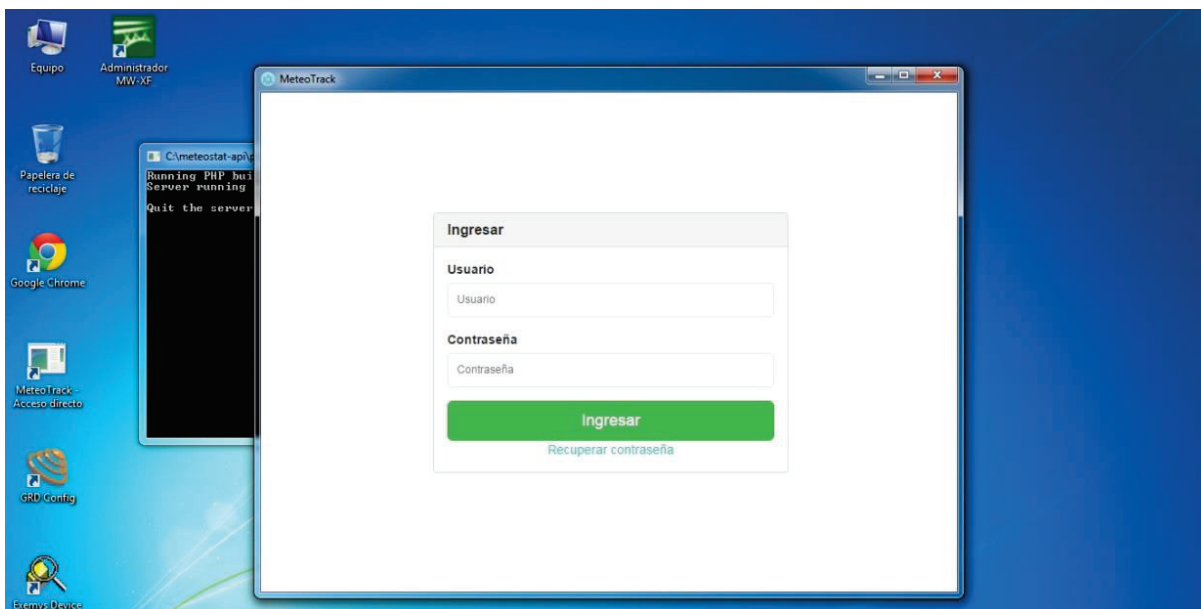 Equipo
Administrador
MW-XF
Papelera de
reciclaje
Google Chrome
MeteoTrack -
Acceso directo
GRD Config
Exemys Device
C:\meteostat-api\p
Running PHP bui
Server running
Quit the server
MeteoTrack
Ingresar
Usuario
Usuario
Contraseña
Contraseña
Ingresar
Recuperar contraseña